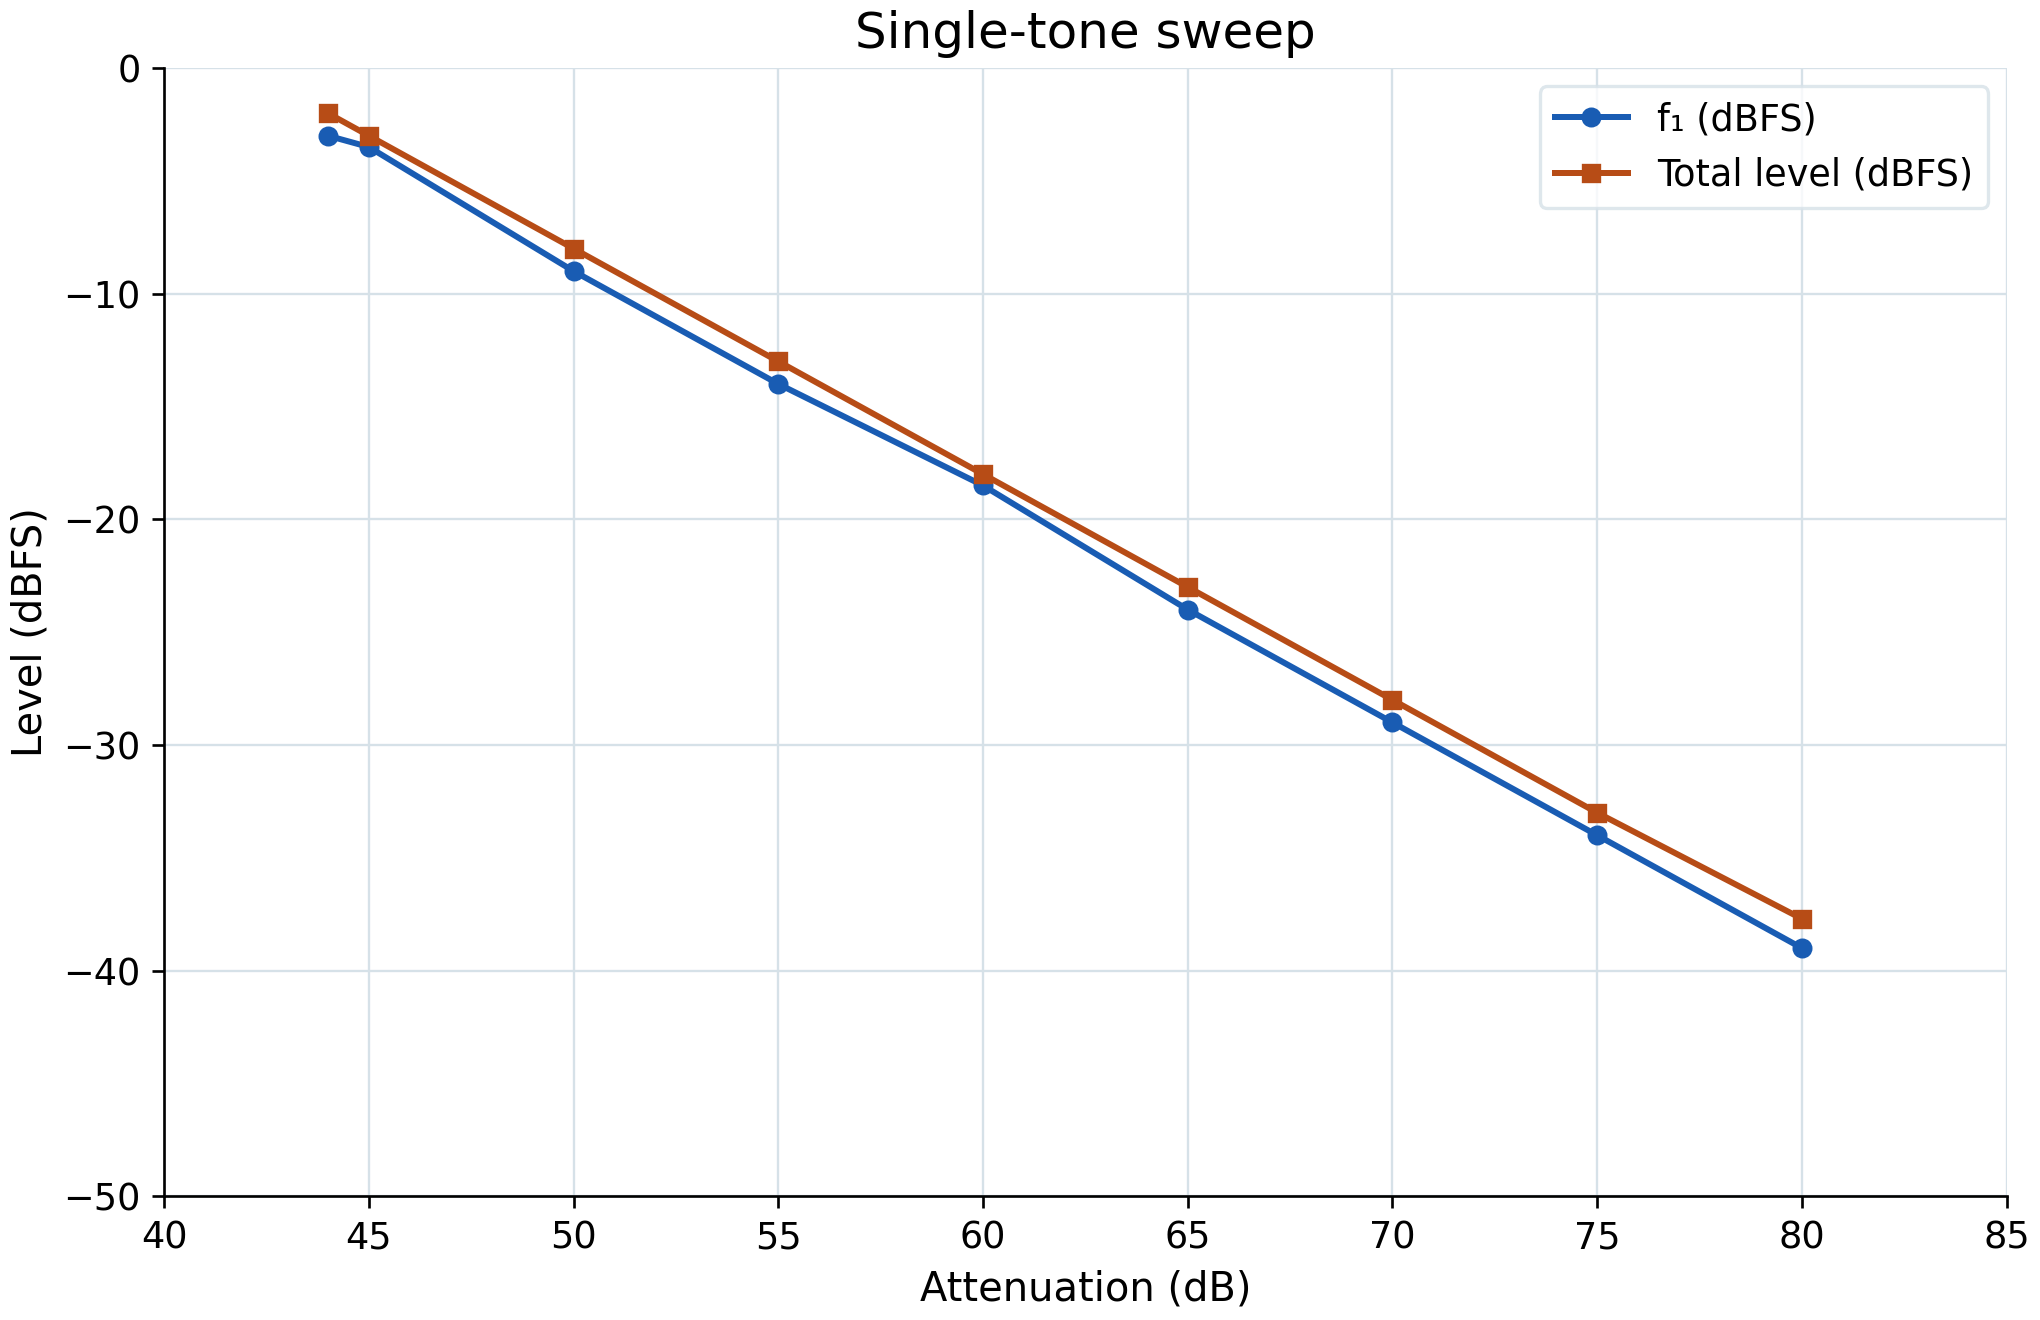 Single-tone sweep
f₁ (dBFS)
Total level (dBFS)
Level (dBFS)
0
−10
−20
−30
−40
−50
40 45 50 55 60 65 70 75 80 85
Attenuation (dB)